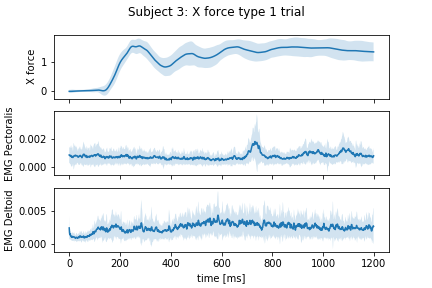 Subject 3: X force type 1 trial
X force
1
0
EMG Pectoralis
0.002
0.000
EMG Deltoid
0.005
0.000
0 200 400 600 800 1000 1200
time [ms]